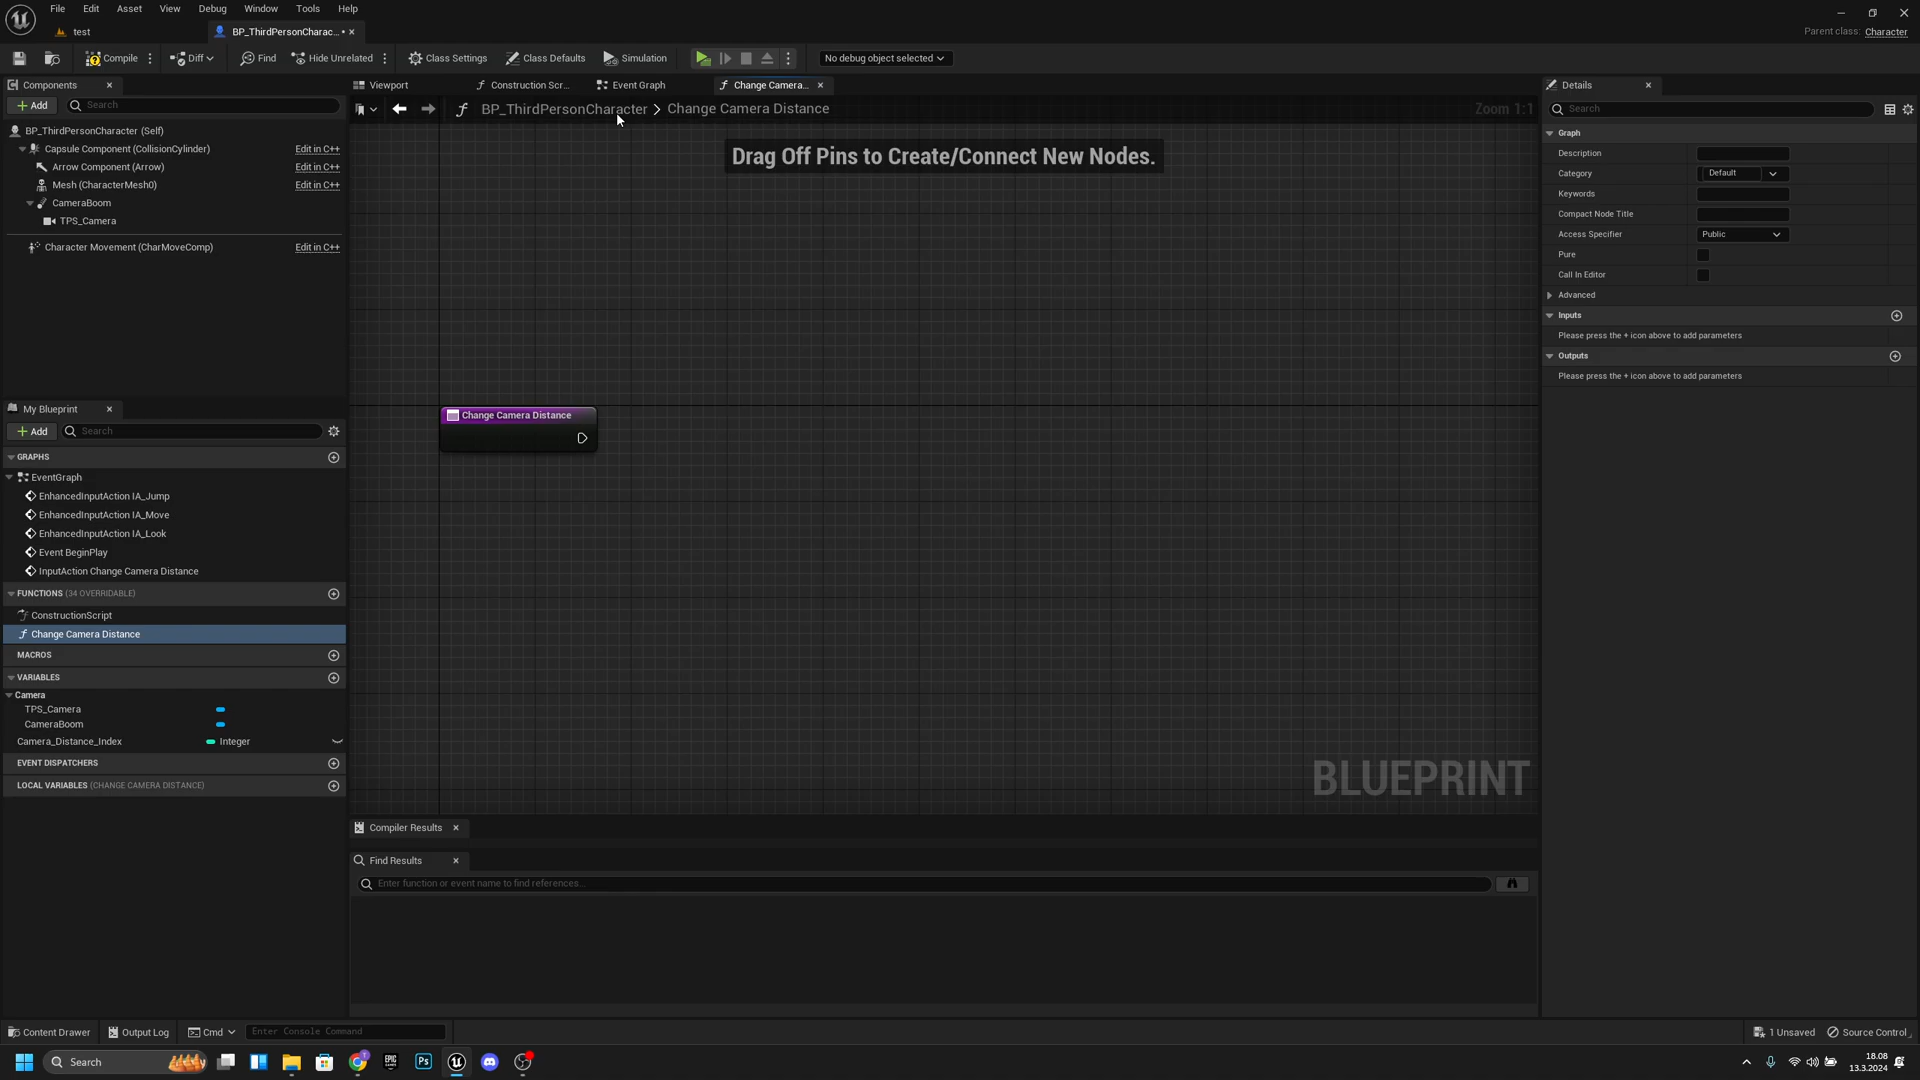 File Edit Asset View Debug Window Tools Help
test
BP_ThirdPersonCharac...
Parent class: Character
Compile
Diff
Find
Hide Unrelated
Class Settings
Class Defaults
Simulation
No debug object selected
Components
Viewport
Construction Scr...
Event Graph
Change Camera...
Details
Add
Search
BP_ThirdPersonCharacter > Change Camera Distance
Zoom 1:1
Search
BP_ThirdPersonCharacter (Self)
Capsule Component (CollisionCylinder) Edit in C++
Arrow Component (Arrow) Edit in C++
Mesh (CharacterMesh0) Edit in C++
CameraBoom
TPS_Camera
Character Movement (CharMoveComp) Edit in C++
Drag Off Pins to Create/Connect New Nodes.
Graph
Description
Category Default
Keywords
Compact Node Title
Access Specifier Public
Pure
Call In Editor
Advanced
Inputs
Please press the + icon above to add parameters
Outputs
Please press the + icon above to add parameters
Change Camera Distance
My Blueprint
Add
Search
GRAPHS
EventGraph
EnhancedInputAction IA_Jump
EnhancedInputAction IA_Move
EnhancedInputAction IA_Look
Event BeginPlay
InputAction Change Camera Distance
FUNCTIONS (34 OVERRIDABLE)
ConstructionScript
Change Camera Distance
MACROS
VARIABLES
Camera
TPS_Camera
CameraBoom
Camera_Distance_Index Integer
EVENT DISPATCHERS
LOCAL VARIABLES (CHANGE CAMERA DISTANCE)
BLUEPRINT
Compiler Results
Find Results
Enter function or event name to find references...
Content Drawer
Output Log
Cmd
Enter Console Command
1 Unsaved
Source Control
Search
EPIC GAMES
Ps
18.08
13.3.2024